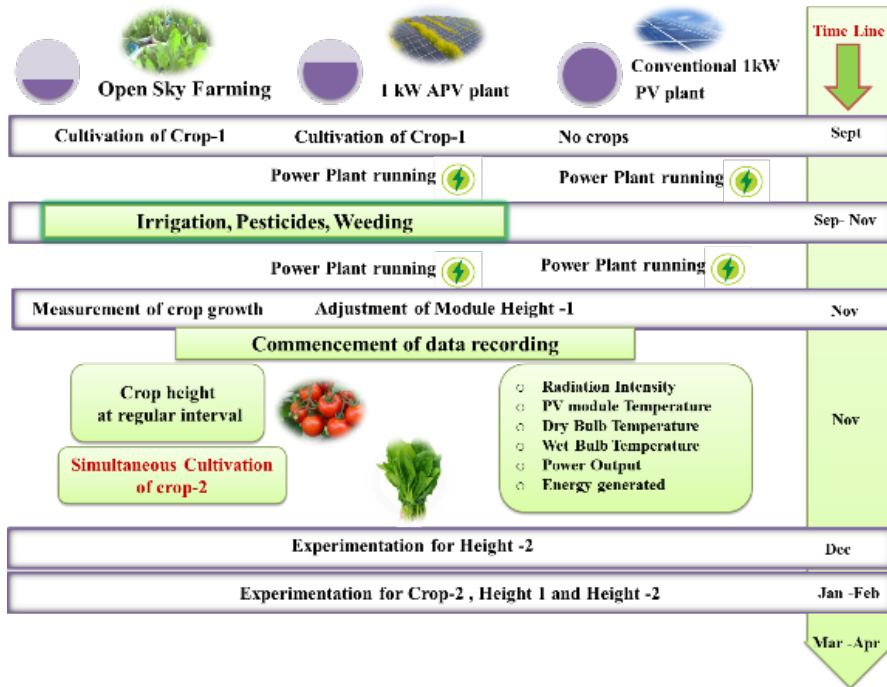 Time Line
Open Sky Farming
1 kW APV plant
Conventional 1kW
PV plant
Cultivation of Crop-1
Cultivation of Crop-1
No crops
Sept
Power Plant running
Power Plant running
Irrigation, Pesticides, Weeding
Sep- Nov
Power Plant running
Power Plant running
Measurement of crop growth
Adjustment of Module Height -1
Nov
Commencement of data recording
Crop height
at regular interval
Simultaneous Cultivation
of crop-2
o Radiation Intensity
o PV module Temperature
o Dry Bulb Temperature
o Wet Bulb Temperature
o Power Output
o Energy generated
Nov
Experimentation for Height -2
Dec
Experimentation for Crop-2 , Height 1 and Height -2
Jan -Feb
Mar -Apr